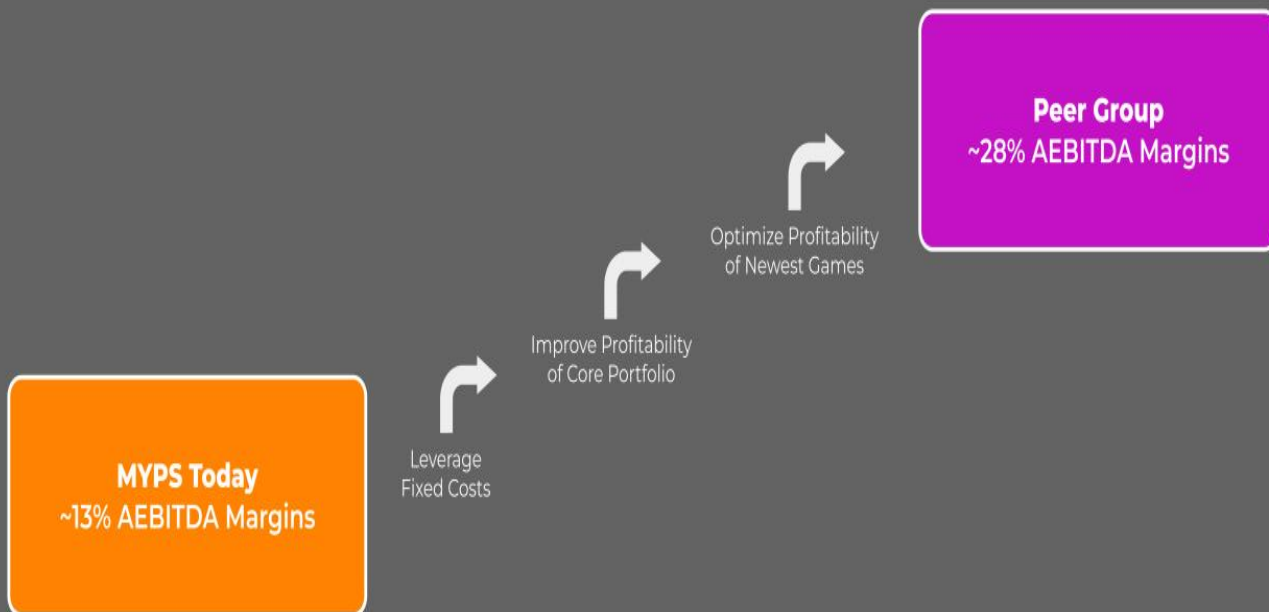 Peer Group
~28% AEBITDA Margins
Optimize Profitability
of Newest Games
Improve Profitability
of Core Portfolio
Leverage
Fixed Costs
MYPS Today
~13% AEBITDA Margins